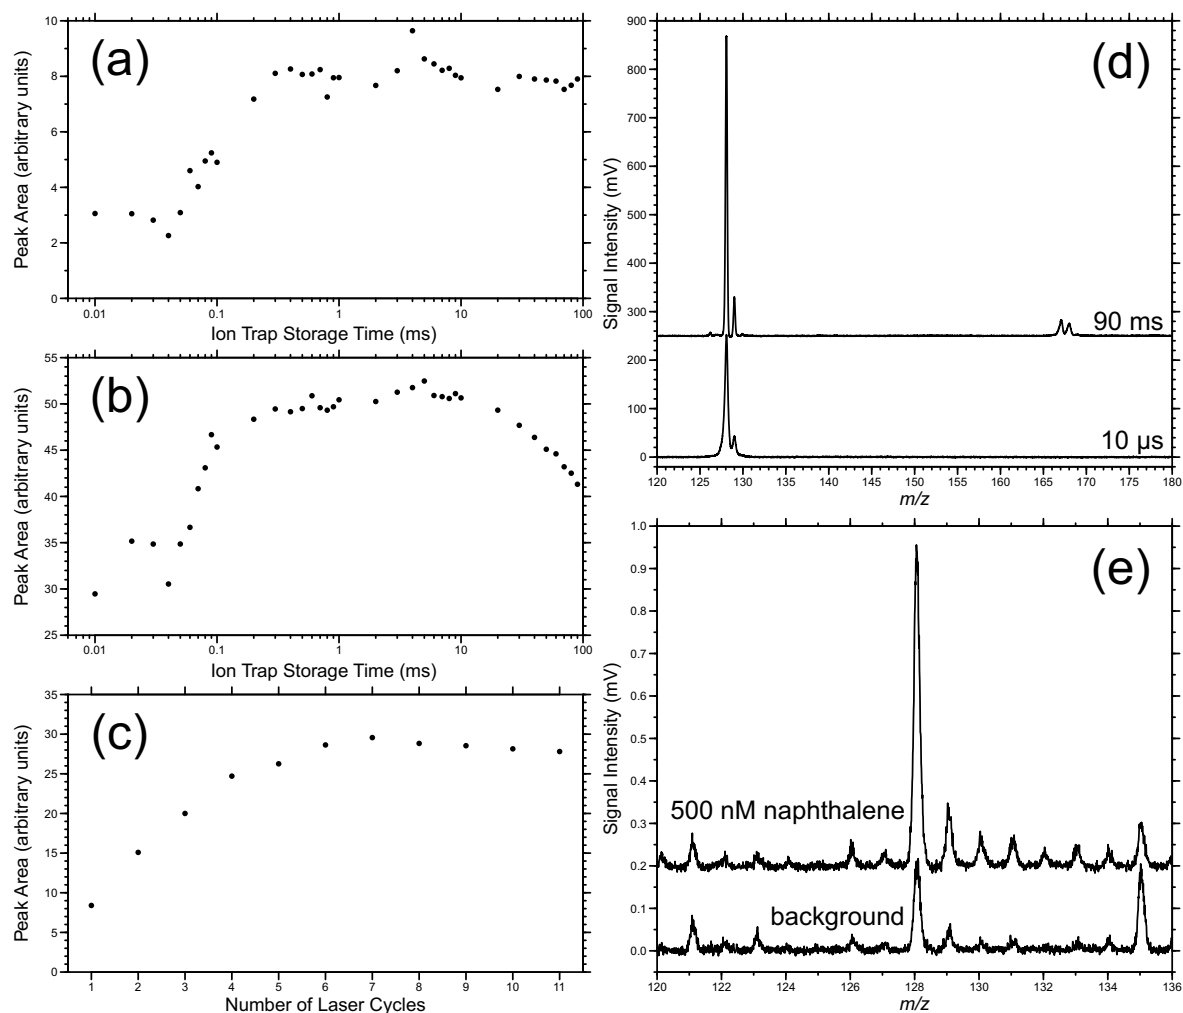 (a)
Peak Area (arbitrary units)
10
8
6
4
2
0
0.01 0.1 1 10 100
Ion Trap Storage Time (ms)
(b)
Peak Area (arbitrary units)
55
50
45
40
35
30
25
0.01 0.1 1 10 100
Ion Trap Storage Time (ms)
(c)
Peak Area (arbitrary units)
35
30
25
20
15
10
5
0
1 2 3 4 5 6 7 8 9 10 11
Number of Laser Cycles
(d)
Signal Intensity (mV)
900
800
700
600
500
400
300
200
100
0
90 ms
10 µs
120 125 130 135 140 145 150 155 160 165 170 175 180
m/z
(e)
Signal Intensity (mV)
1.0
0.9
0.8
0.7
0.6
0.5
0.4
0.3
0.2
0.1
0.0
500 nM naphthalene
background
120 122 124 126 128 130 132 134 136
m/z